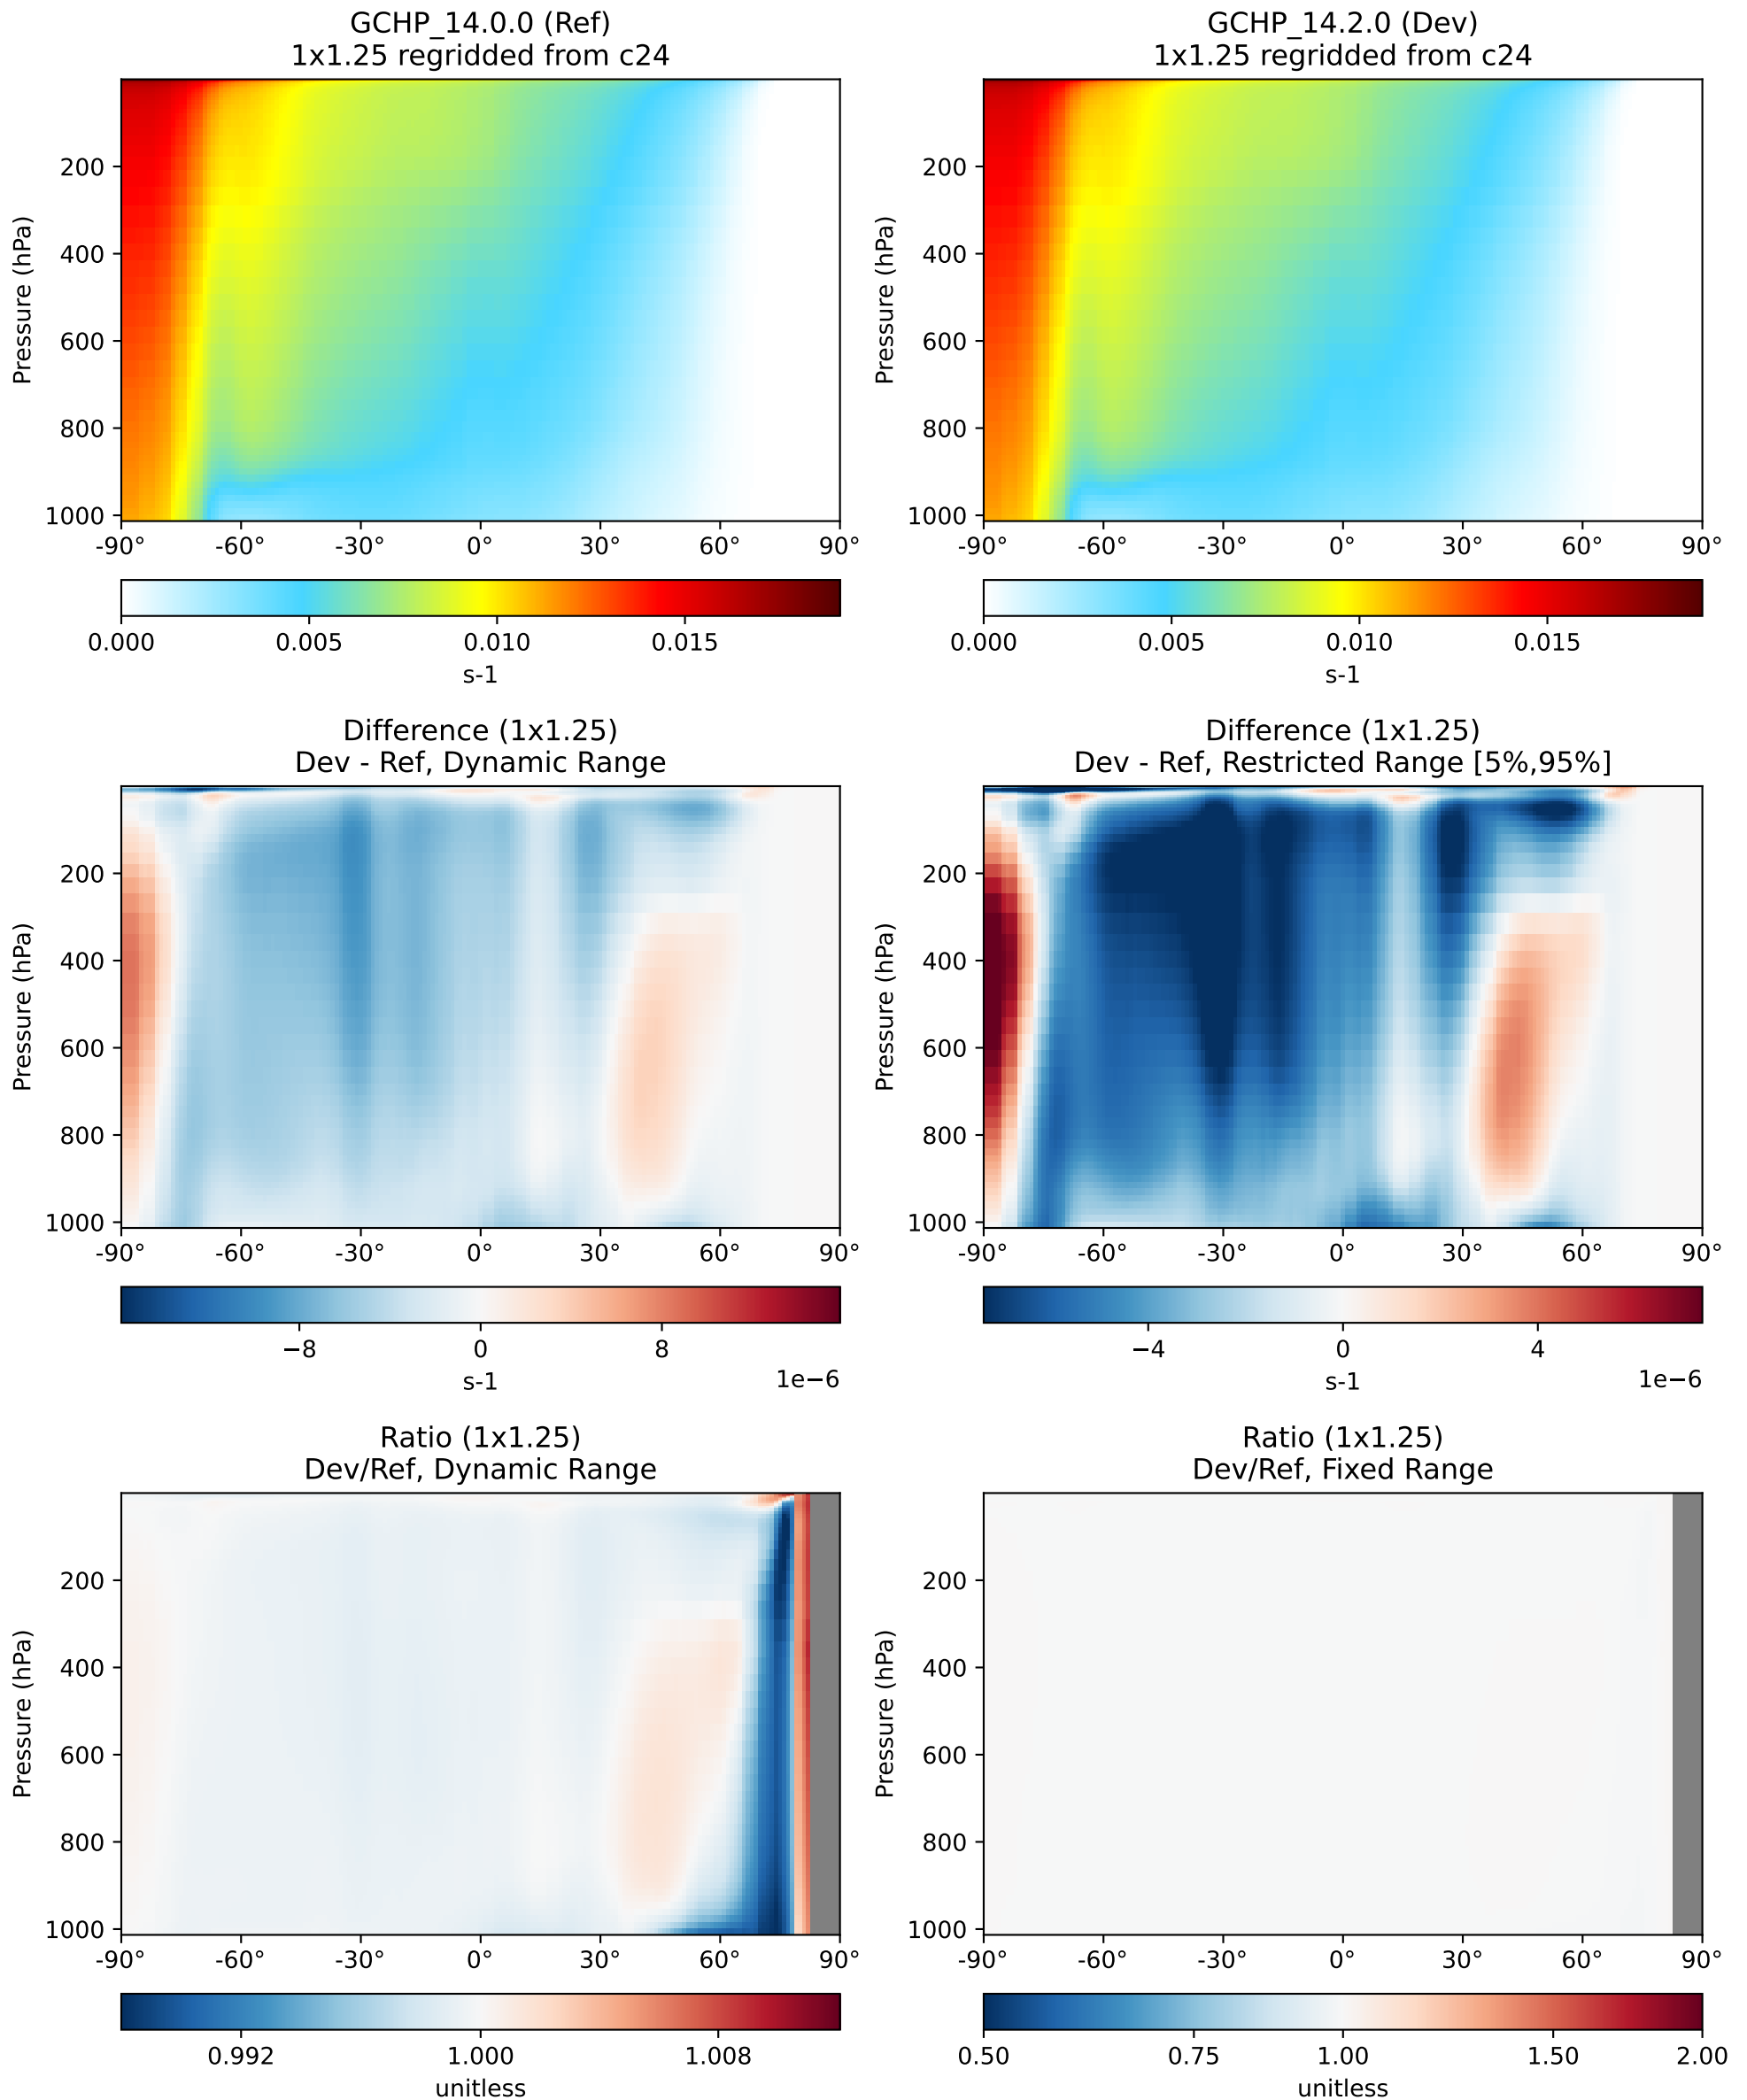 GCHP_14.0.0 (Ref)
1x1.25 regridded from c24
Pressure (hPa)
200
400
600
800
1000
-90° -60° -30° 0° 30° 60° 90°
0.000 0.005 0.010 0.015
s-1
GCHP_14.2.0 (Dev)
1x1.25 regridded from c24
Pressure (hPa)
200
400
600
800
1000
-90° -60° -30° 0° 30° 60° 90°
0.000 0.005 0.010 0.015
s-1
Difference (1x1.25)
Dev - Ref, Dynamic Range
Pressure (hPa)
200
400
600
800
1000
-90° -60° -30° 0° 30° 60° 90°
−8 0 8
s-1 1e−6
Difference (1x1.25)
Dev - Ref, Restricted Range [5%,95%]
Pressure (hPa)
200
400
600
800
1000
-90° -60° -30° 0° 30° 60° 90°
−4 0 4
s-1 1e−6
Ratio (1x1.25)
Dev/Ref, Dynamic Range
Pressure (hPa)
200
400
600
800
1000
-90° -60° -30° 0° 30° 60° 90°
0.992 1.000 1.008
unitless
Ratio (1x1.25)
Dev/Ref, Fixed Range
Pressure (hPa)
200
400
600
800
1000
-90° -60° -30° 0° 30° 60° 90°
0.50 0.75 1.00 1.50 2.00
unitless